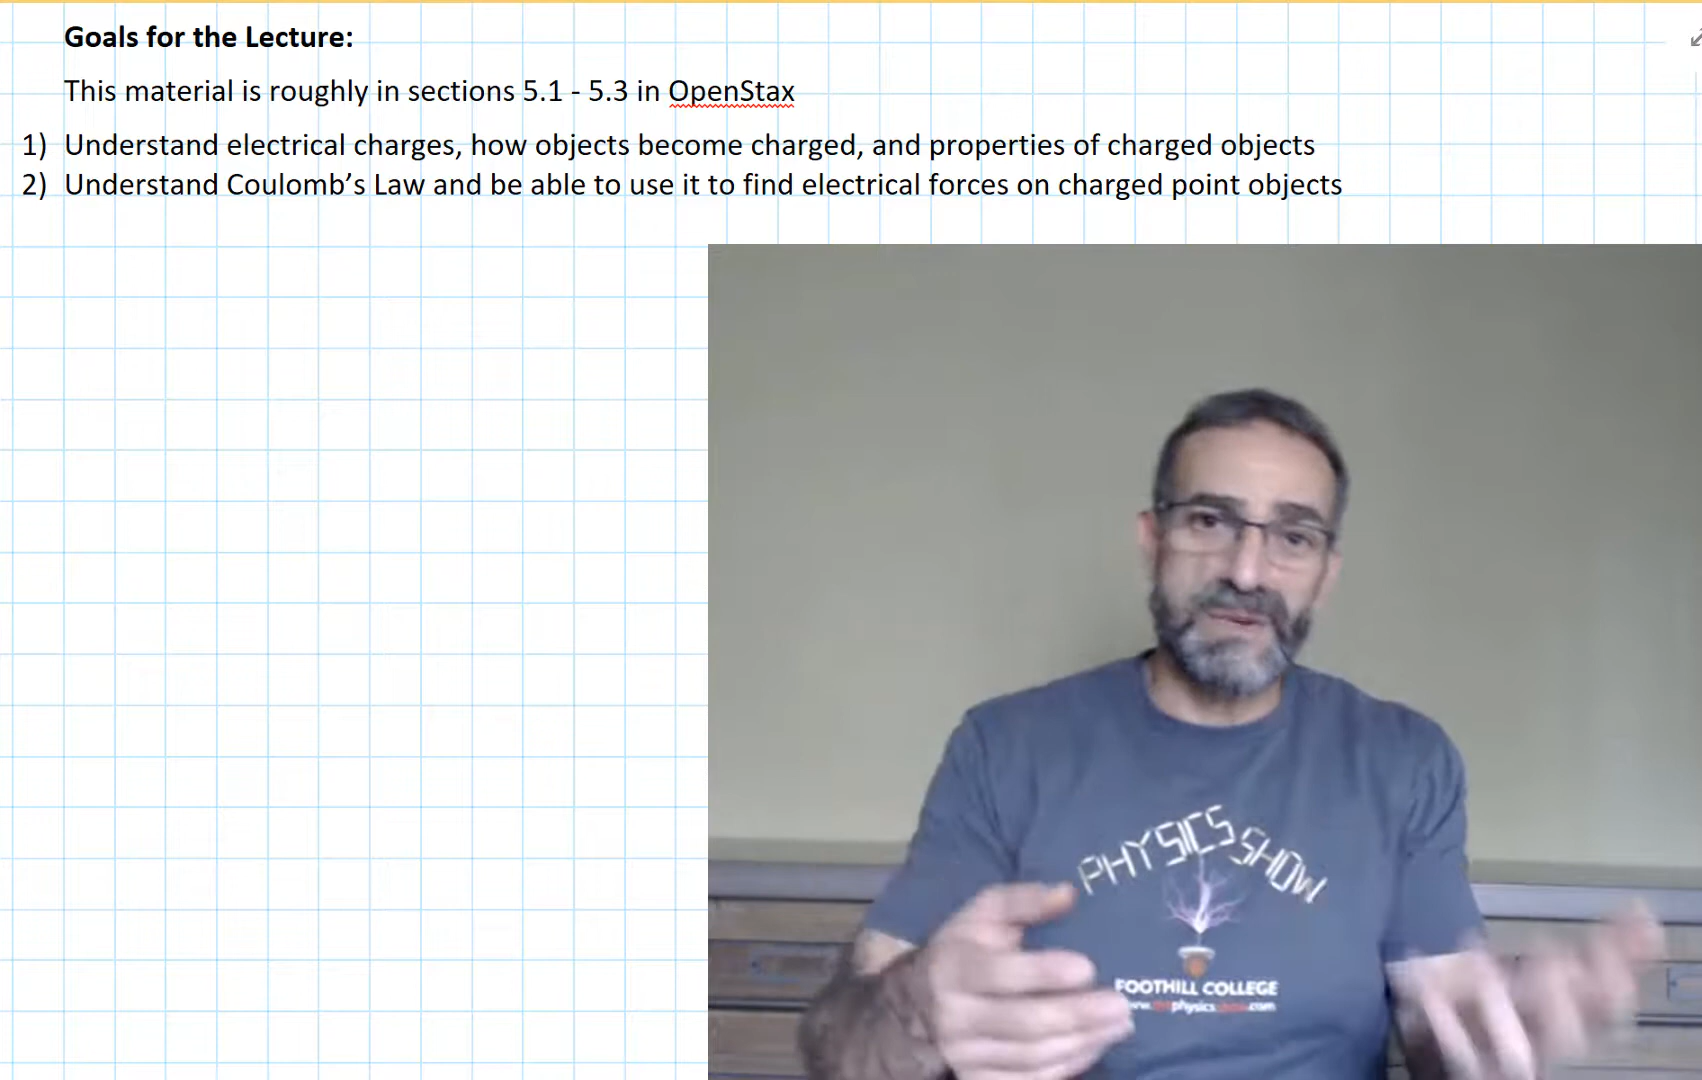 Goals for the Lecture:
This material is roughly in sections 5.1 - 5.3 in OpenStax
1) Understand electrical charges, how objects become charged, and properties of charged objects
2) Understand Coulomb’s Law and be able to use it to find electrical forces on charged point objects
PHYSICS SHOW
FOOTHILL COLLEGE